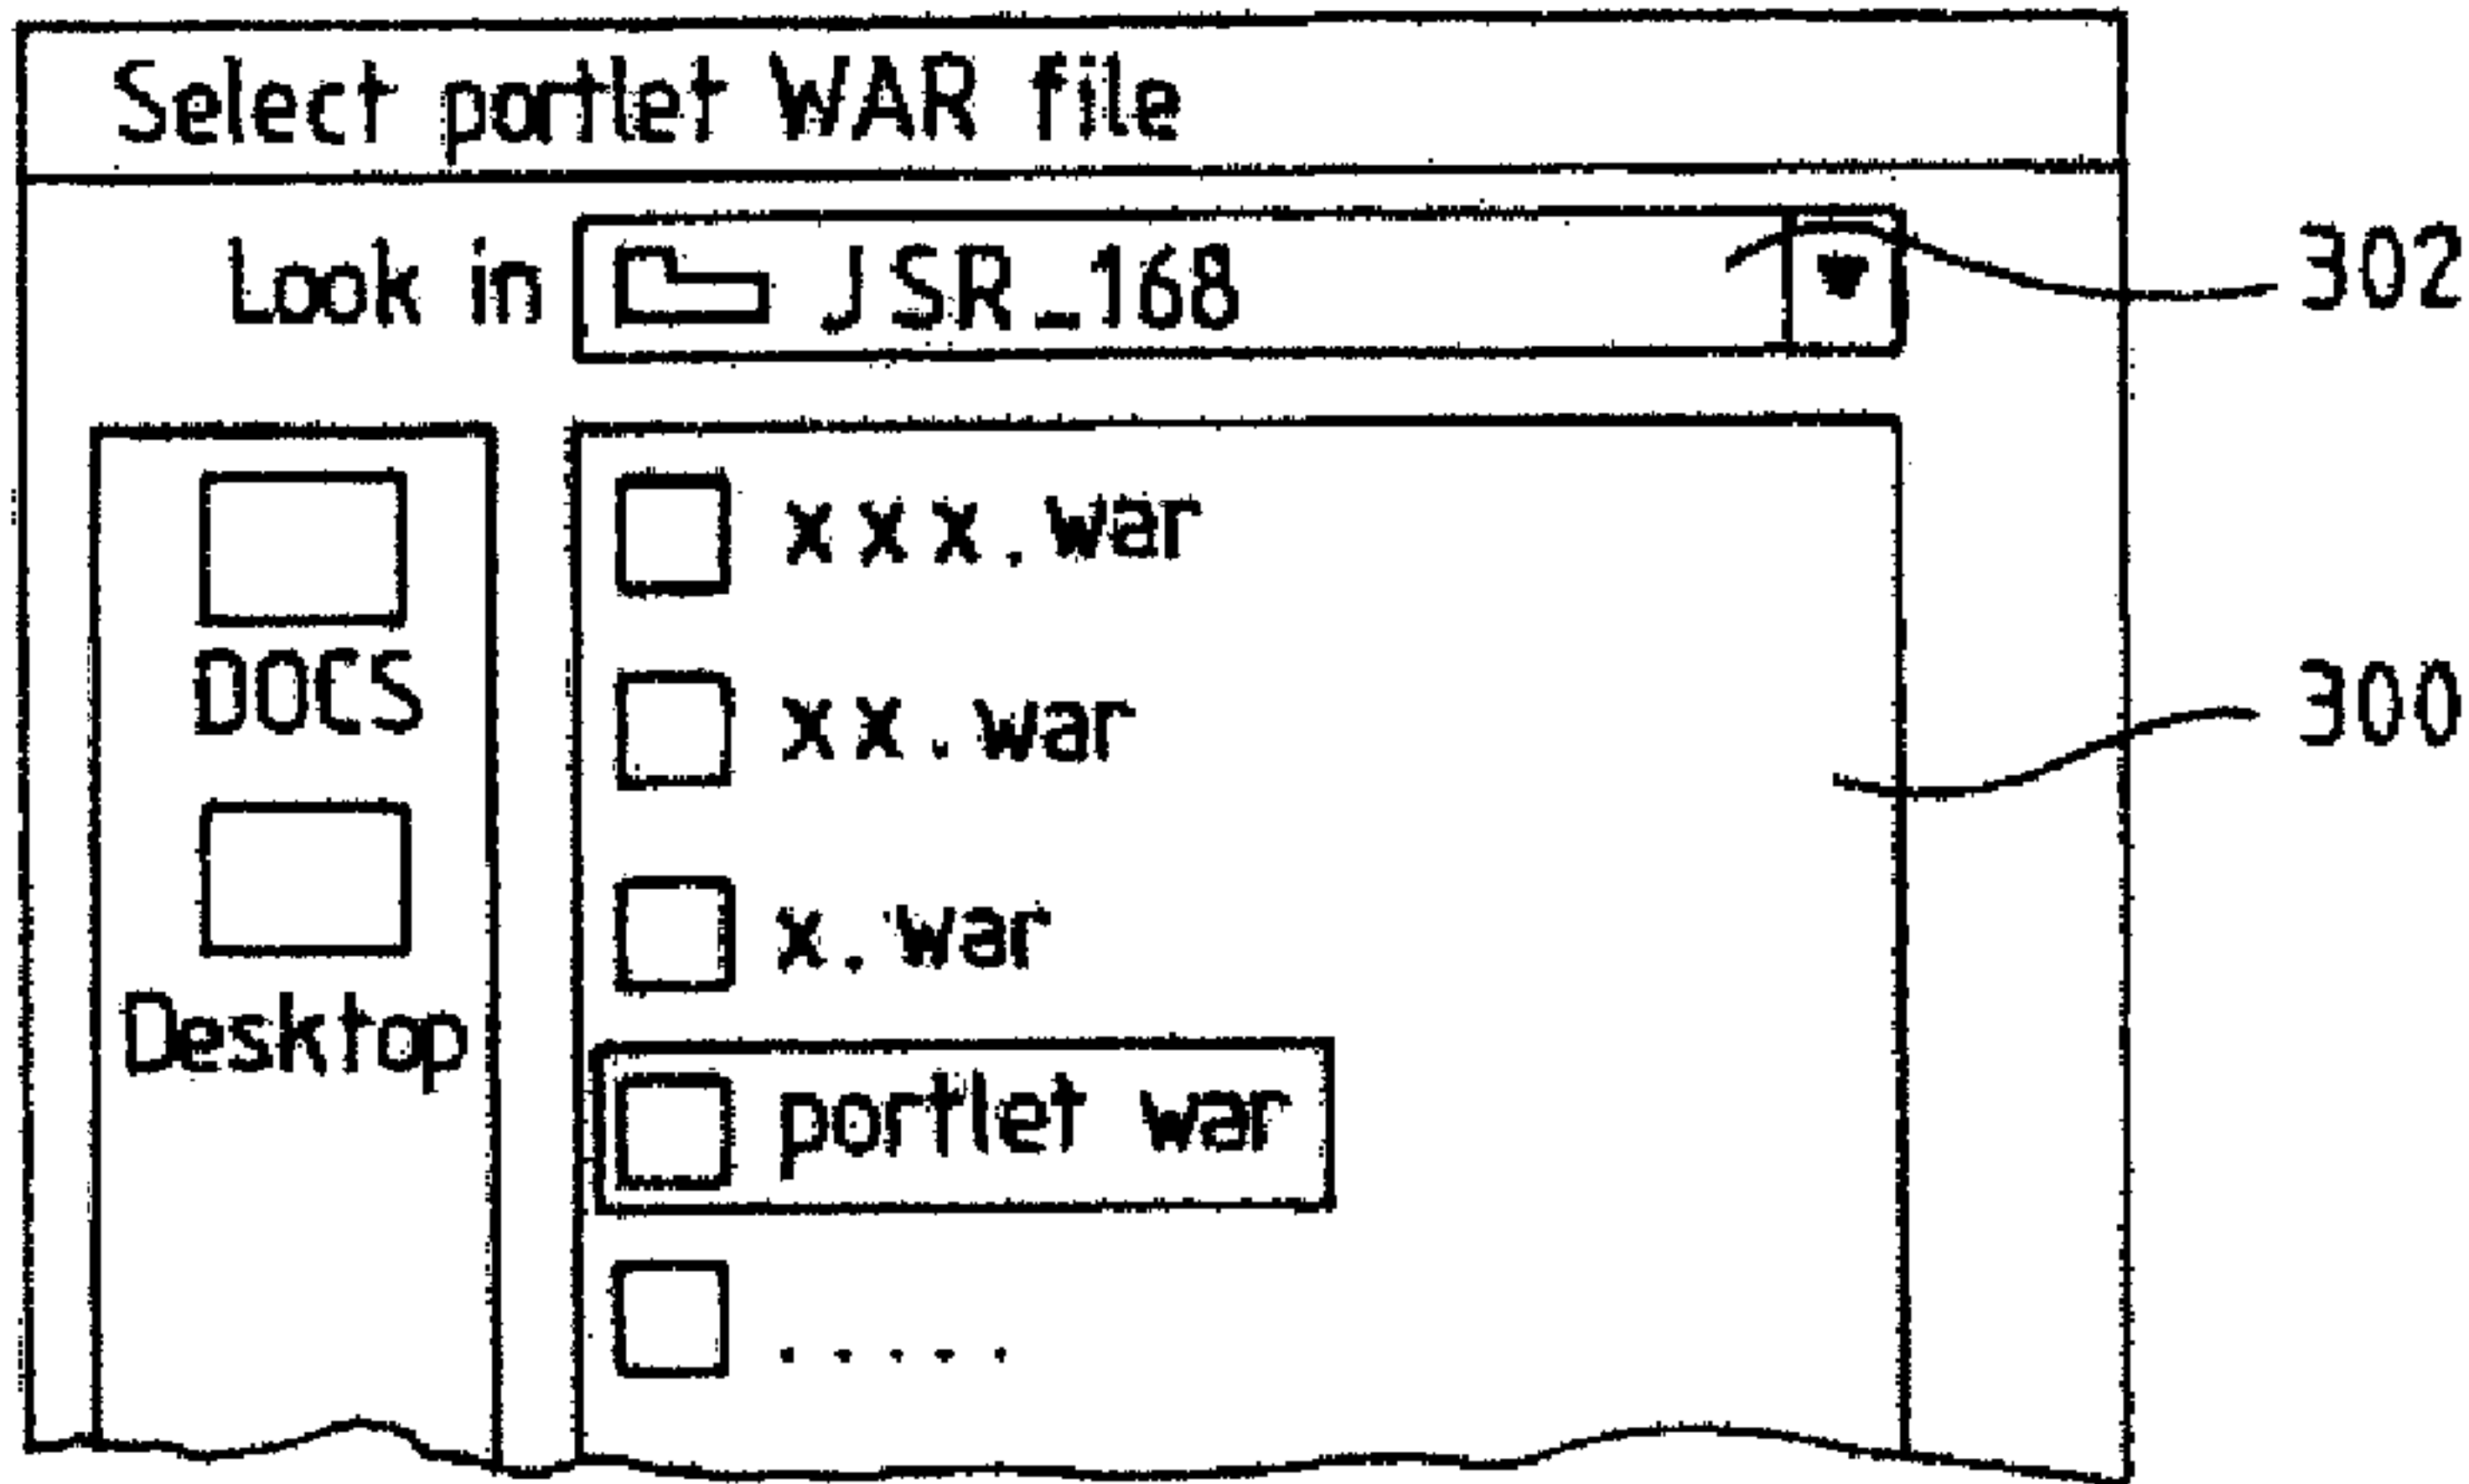 Select portlet WAR file
Look in JSR_168
302
xxx.war
DOCS
xx.war
300
x.war
Desktop
portlet war
.....